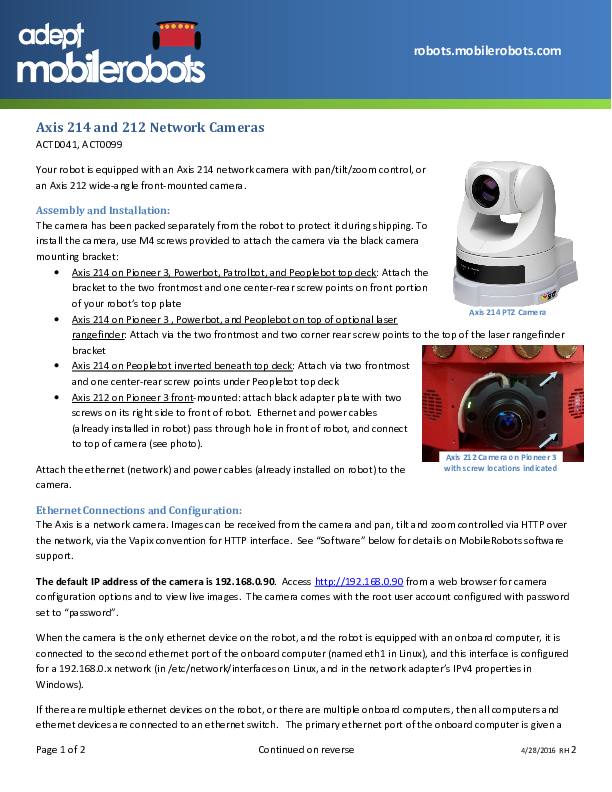 adept
mobilerobots
robots.mobilerobots.com
Axis 214 and 212 Network Cameras
ACTD041, ACT0099
Your robot is equipped with an Axis 214 network camera with pan/tilt/zoom control, or
an Axis 212 wide-angle front-mounted camera.
Assembly and Installation:
The camera has been packed separately from the robot to protect it during shipping. To
install the camera, use M4 screws provided to attach the camera via the black camera
mounting bracket:
• Axis 214 on Pioneer 3, Powerbot, Patrolbot, and Peoplebot top deck: Attach the
bracket to the two frontmost and one center-rear screw points on front portion
of your robot's top plate
Axis 214 PTZ Camera
• Axis 214 on Pioneer 3 , Powerbot, and Peoplebot on top of optional laser
rangefinder: Attach via the two frontmost and two corner rear screw points to the top of the laser rangefinder
bracket
• Axis 214 on Peoplebot inverted beneath top deck: Attach via two frontmost
and one center-rear screw points under Peoplebot top deck
• Axis 212 on Pioneer 3 front-mounted: attach black adapter plate with two
screws on its right side to front of robot.  Ethernet and power cables
(already installed in robot) pass through hole in front of robot, and connect
to top of camera (see photo).
Axis 212 Camera on Pioneer 3
with screw locations indicated
Attach the ethernet (network) and power cables (already installed on robot) to the
camera.
Ethernet Connections and Configuration:
The Axis is a network camera. Images can be received from the camera and pan, tilt and zoom controlled via HTTP over
the network, via the Vapix convention for HTTP interface.  See "Software" below for details on MobileRobots software
support.
The default IP address of the camera is 192.168.0.90.  Access http://192.168.0.90 from a web browser for camera
configuration options and to view live images.  The camera comes with the root user account configured with password
set to "password".
When the camera is the only ethernet device on the robot, and the robot is equipped with an onboard computer, it is
connected to the second ethernet port of the onboard computer (named eth1 in Linux), and this interface is configured
for a 192.168.0.x network (in /etc/network/interfaces on Linux, and in the network adapter's IPv4 properties in
Windows).
If there are multiple ethernet devices on the robot, or there are multiple onboard computers, then all computers and
ethernet devices are connected to an ethernet switch.   The primary ethernet port of the onboard computer is given a
Page 1 of 2
Continued on reverse
4/28/2016 RH 2